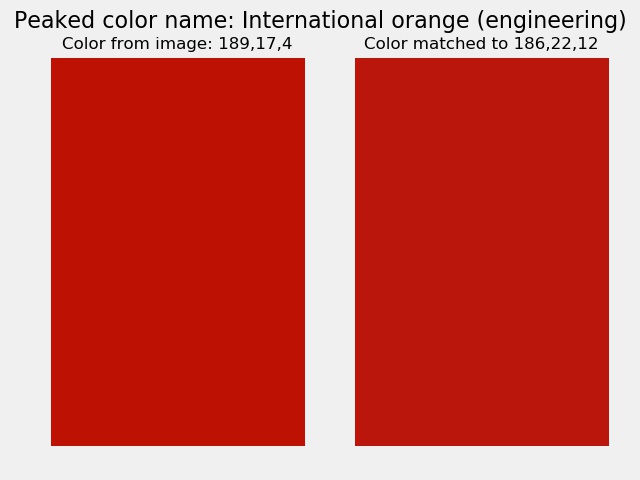 Peaked color name: International orange (engineering)
Color from image: 189,17,4
Color matched to 186,22,12